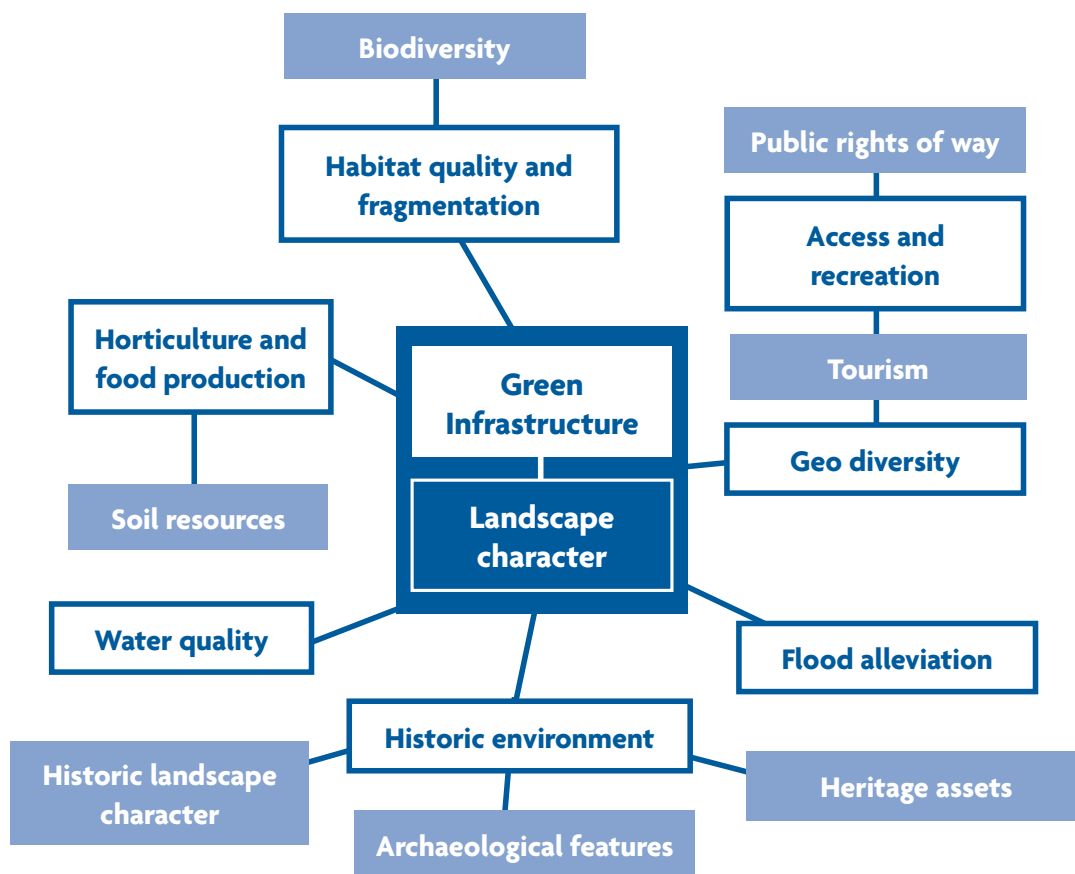 Biodiversity
Habitat quality and
fragmentation
Public rights of way
Access and
recreation
Horticulture and
food production
Tourism
Green
Infrastructure
Geo diversity
Soil resources
Landscape
character
Water quality
Flood alleviation
Historic environment
Historic landscape
character
Heritage assets
Archaeological features